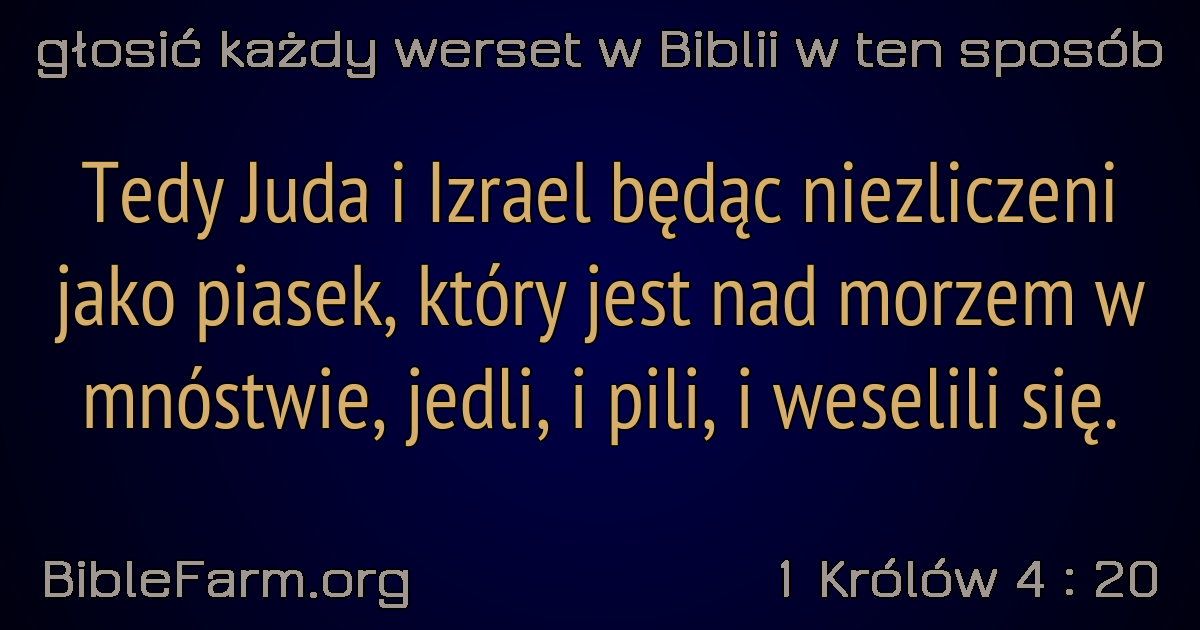 głosić każdy werset w Biblii w ten sposób
Tedy Juda i Izrael będąc niezliczeni
jako piasek, który jest nad morzem w
mnóstwie, jedli, i pili, i weselili się.
BibleFarm.org
1 Królów 4 : 20